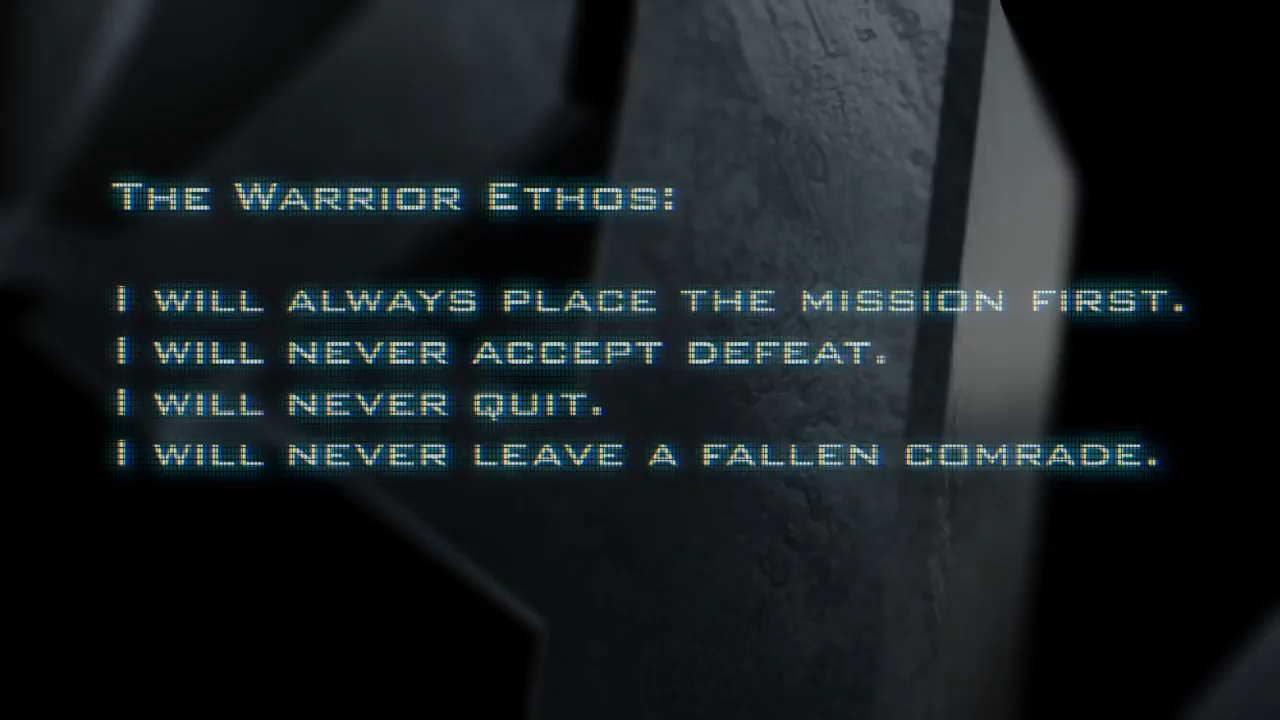 The Warrior Ethos:
I will always place the mission first.
I will never accept defeat.
I will never quit.
I will never leave a fallen comrade.